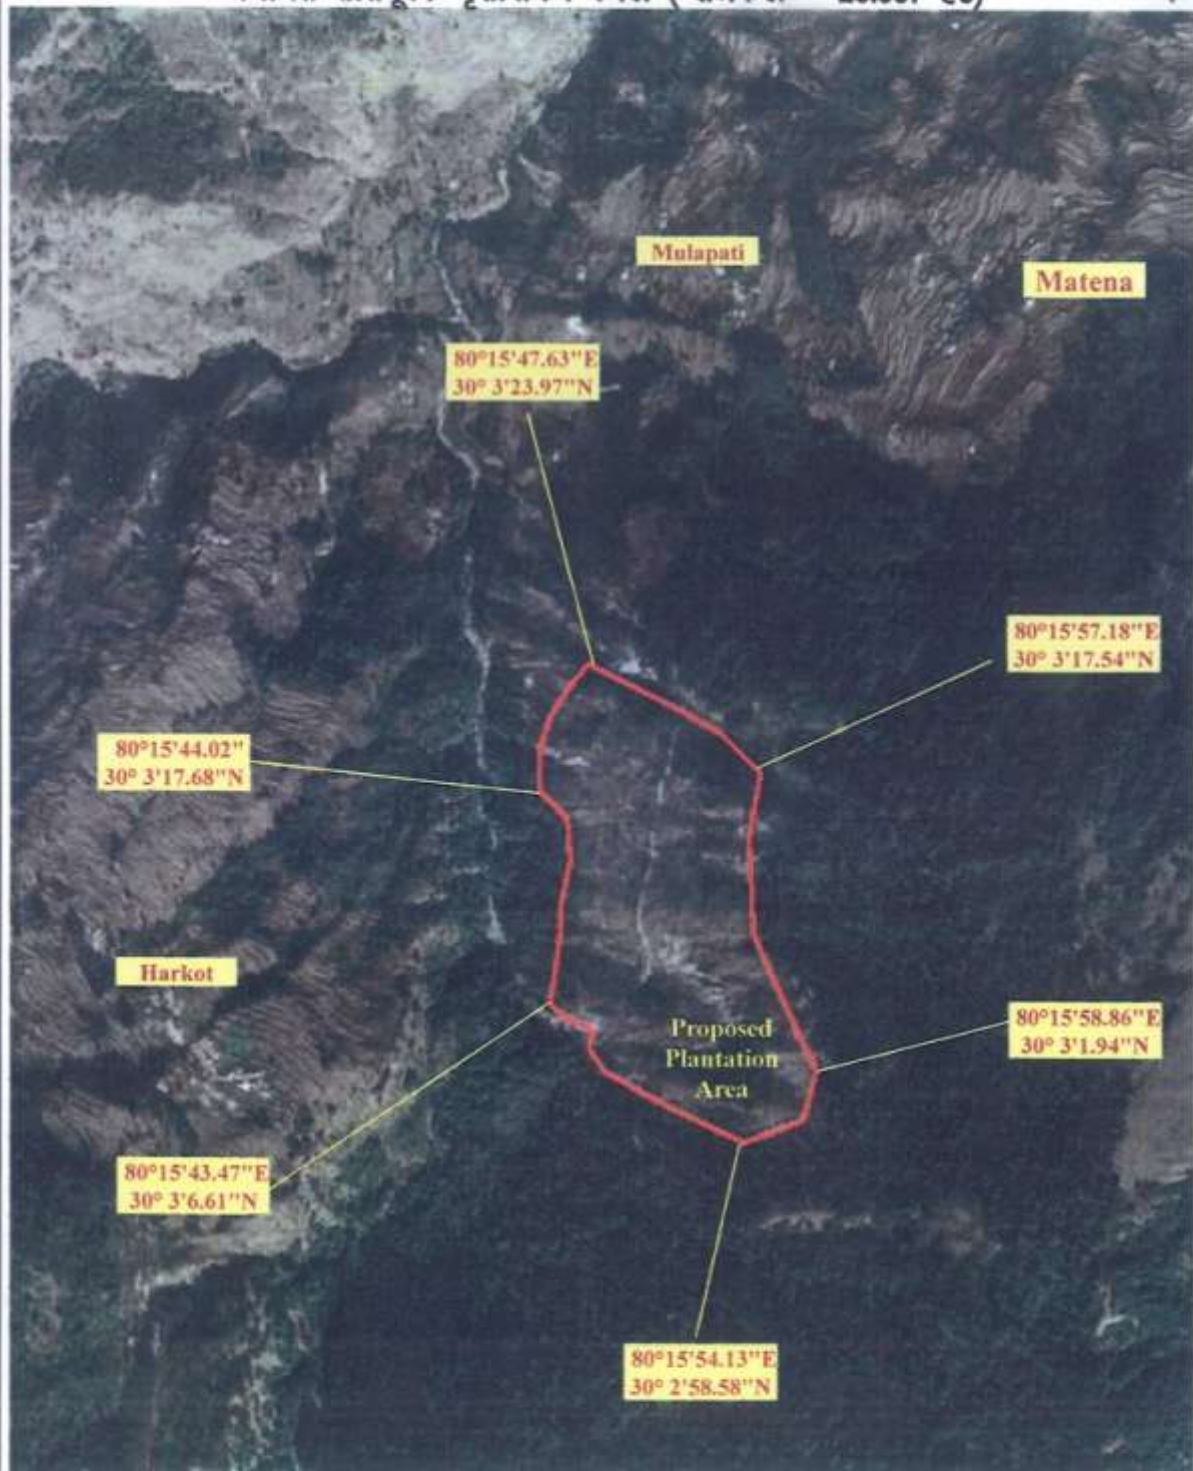 Mulapati
Matena
80°15'47.63"E
30° 3'23.97"N
80°15'57.18"E
30° 3'17.54"N
80°15'44.02"
30° 3'17.68"N
Harkot
Proposed
Plantation
Area
80°15'58.86"E
30° 3'1.94"N
80°15'43.47"E
30° 3'6.61"N
80°15'54.13"E
30° 2'58.58"N